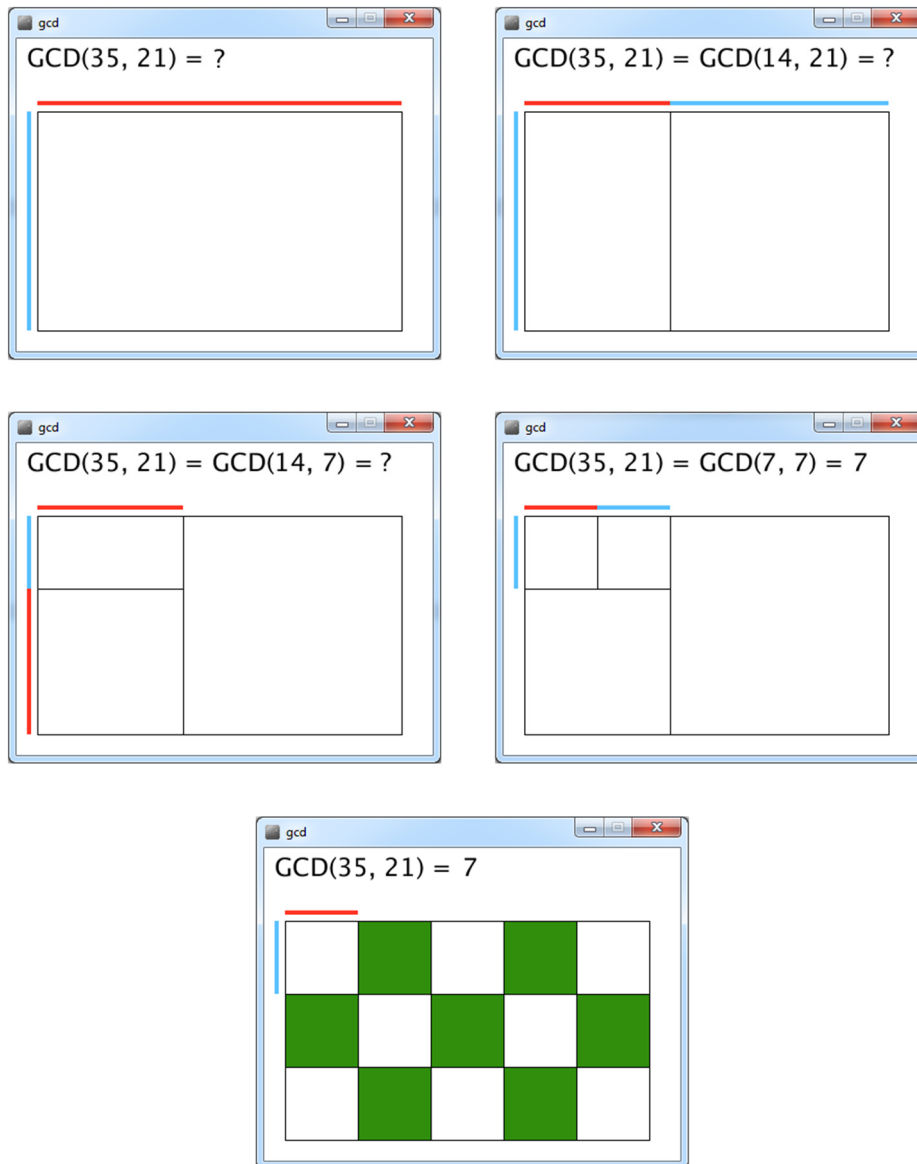 gcd
GCD(35, 21) = ?
gcd
GCD(35, 21) = GCD(14, 21) = ?
gcd
GCD(35, 21) = GCD(14, 7) = ?
gcd
GCD(35, 21) = GCD(7, 7) = 7
gcd
GCD(35, 21) = 7